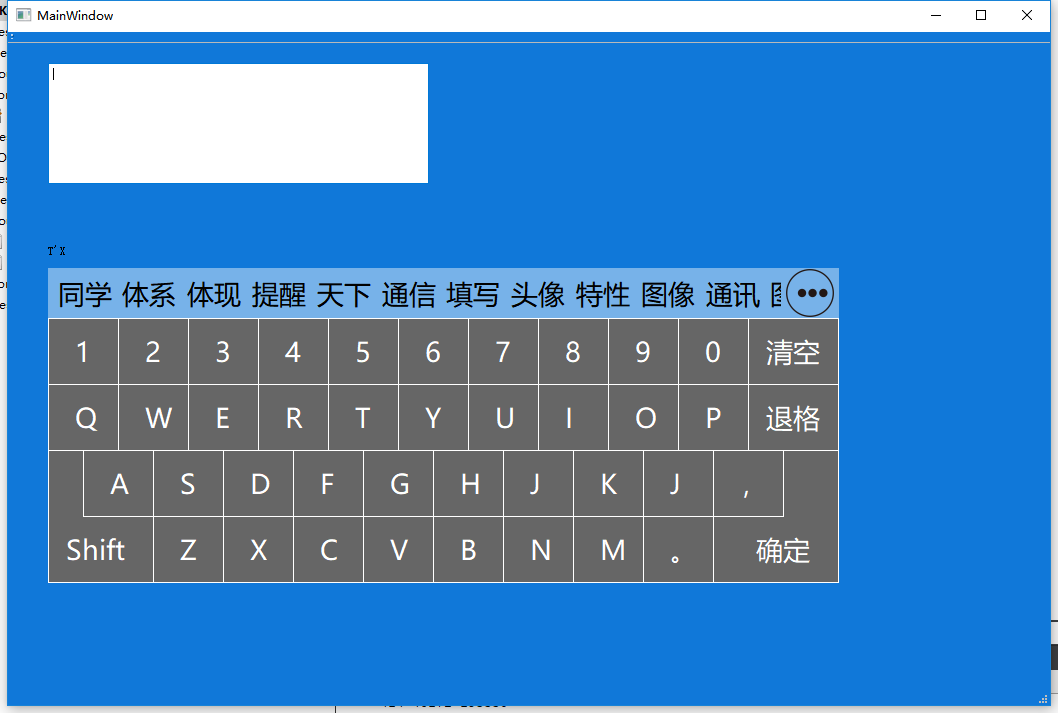 MainWindow
T'X
同学 体系 体现 提醒 天下 通信 填写 头像 特性 图像 通讯
1 2 3 4 5 6 7 8 9 0 清空
Q W E R T Y U I O P 退格
A S D F G H J K J ,
Shift Z X C V B N M 。 确定